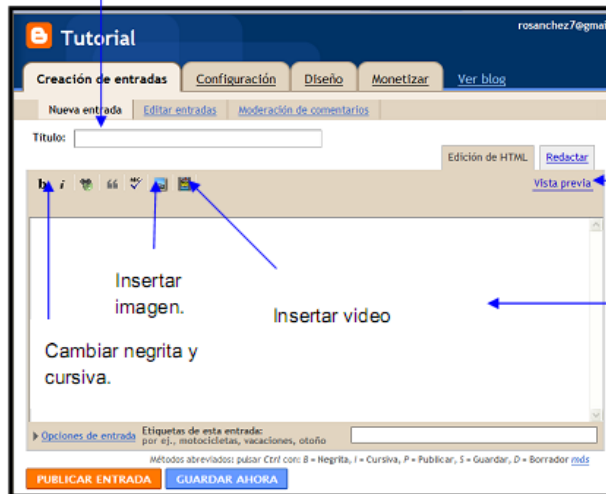 rosanchez7@gmai
Tutorial
Creación de entradas Configuración Diseño Monetizar Ver blog
Nueva entrada Editar entradas Moderación de comentarios
Título:
Edición de HTML Redactar
b i ABC Vista previa
Insertar
imagen.
Insertar video
Cambiar negrita y
cursiva.
Opciones de entrada Etiquetas de esta entrada:
por ej., motocicletas, vacaciones, otoño
Métodos abreviados: pulsar Ctrl con: B = Negrita, I = Cursiva, P = Publicar, S = Guardar, D = Borrador más
PUBLICAR ENTRADA GUARDAR AHORA